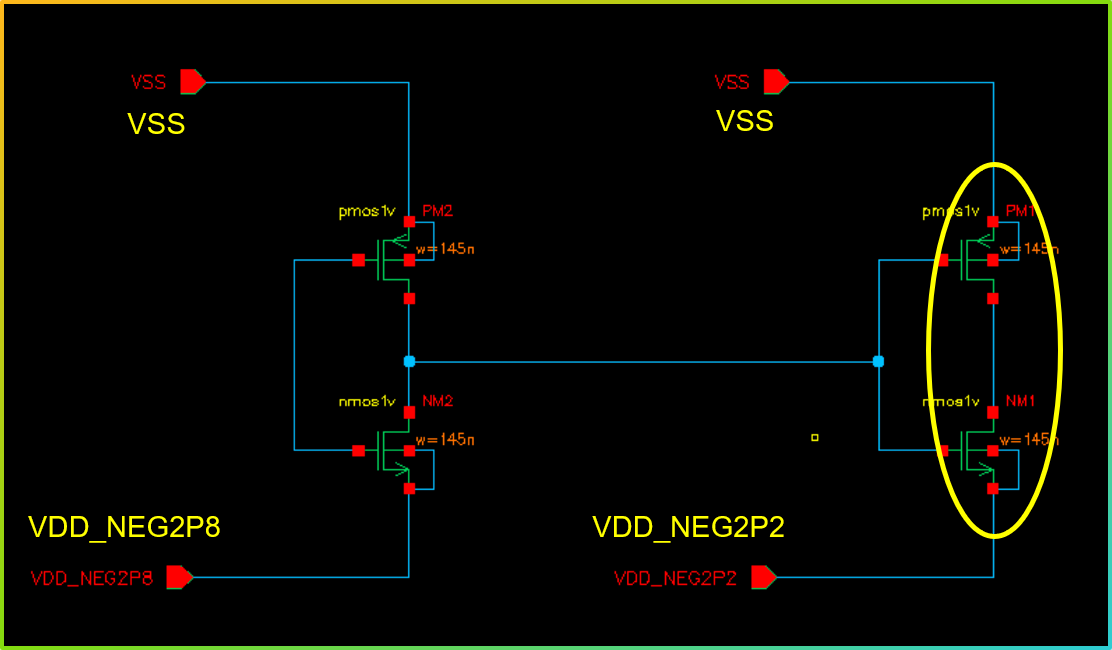 VSS
VSS
VSS
VSS
pmos1v PM2
w=145n
pmos1v PM1
w=145n
nmos1v NM2
w=145n
nmos1v NM1
w=145n
VDD_NEG2P8
VDD_NEG2P2
VDD_NEG2P8
VDD_NEG2P2